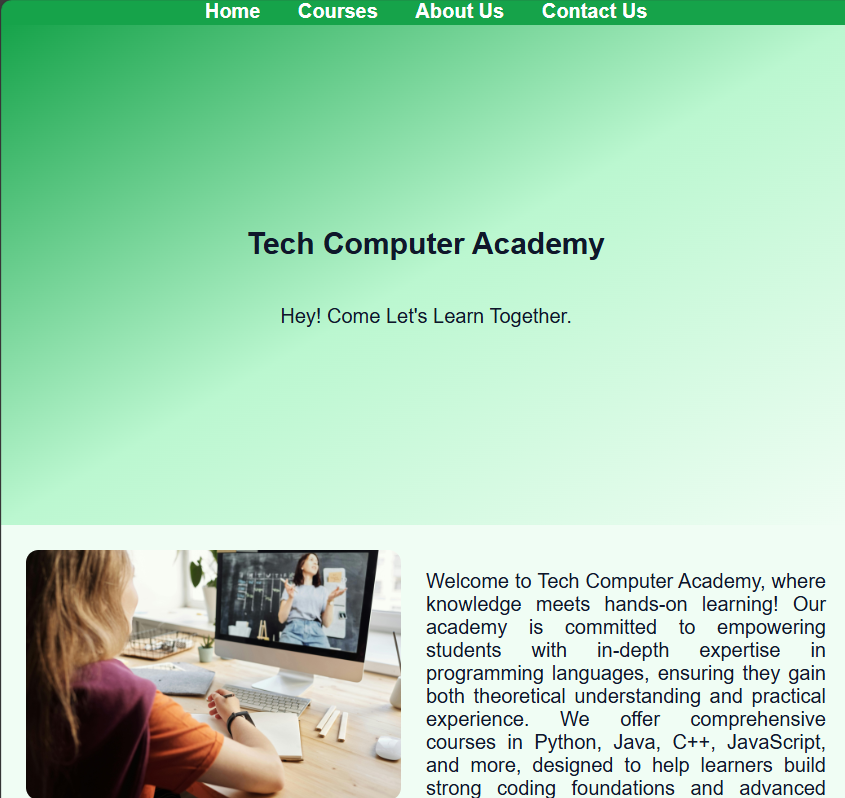 Home Courses About Us Contact Us
Tech Computer Academy
Hey! Come Let's Learn Together.
Welcome to Tech Computer Academy, where
knowledge meets hands-on learning! Our
academy is committed to empowering
students with in-depth expertise in
programming languages, ensuring they gain
both theoretical understanding and practical
experience. We offer comprehensive
courses in Python, Java, C++, JavaScript,
and more, designed to help learners build
strong coding foundations and advanced